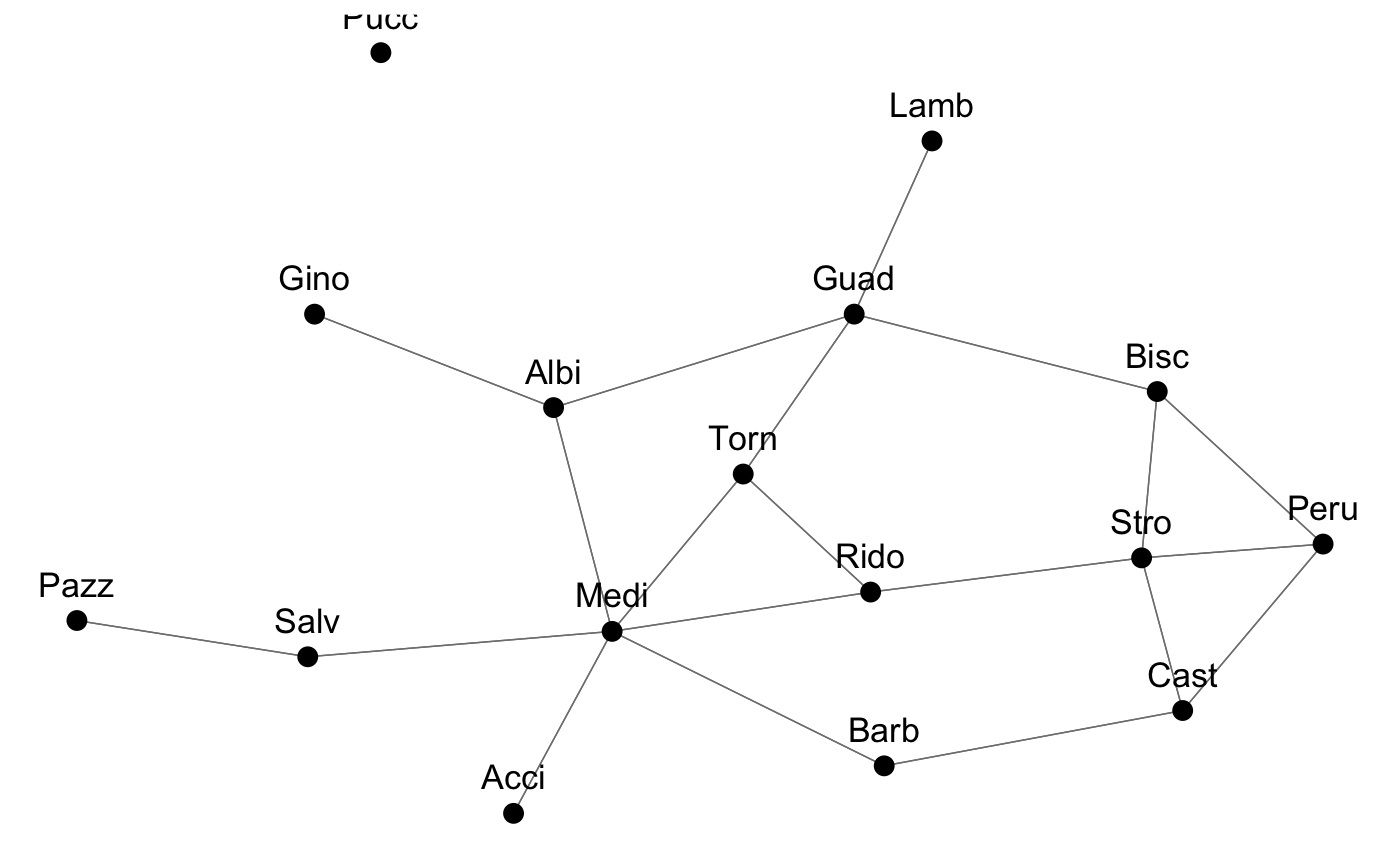 Pucc
Lamb
Gino
Guad
Bisc
Albi
Torn
Peru
Stro
Rido
Pazz
Medi
Salv
Cast
Barb
Acci